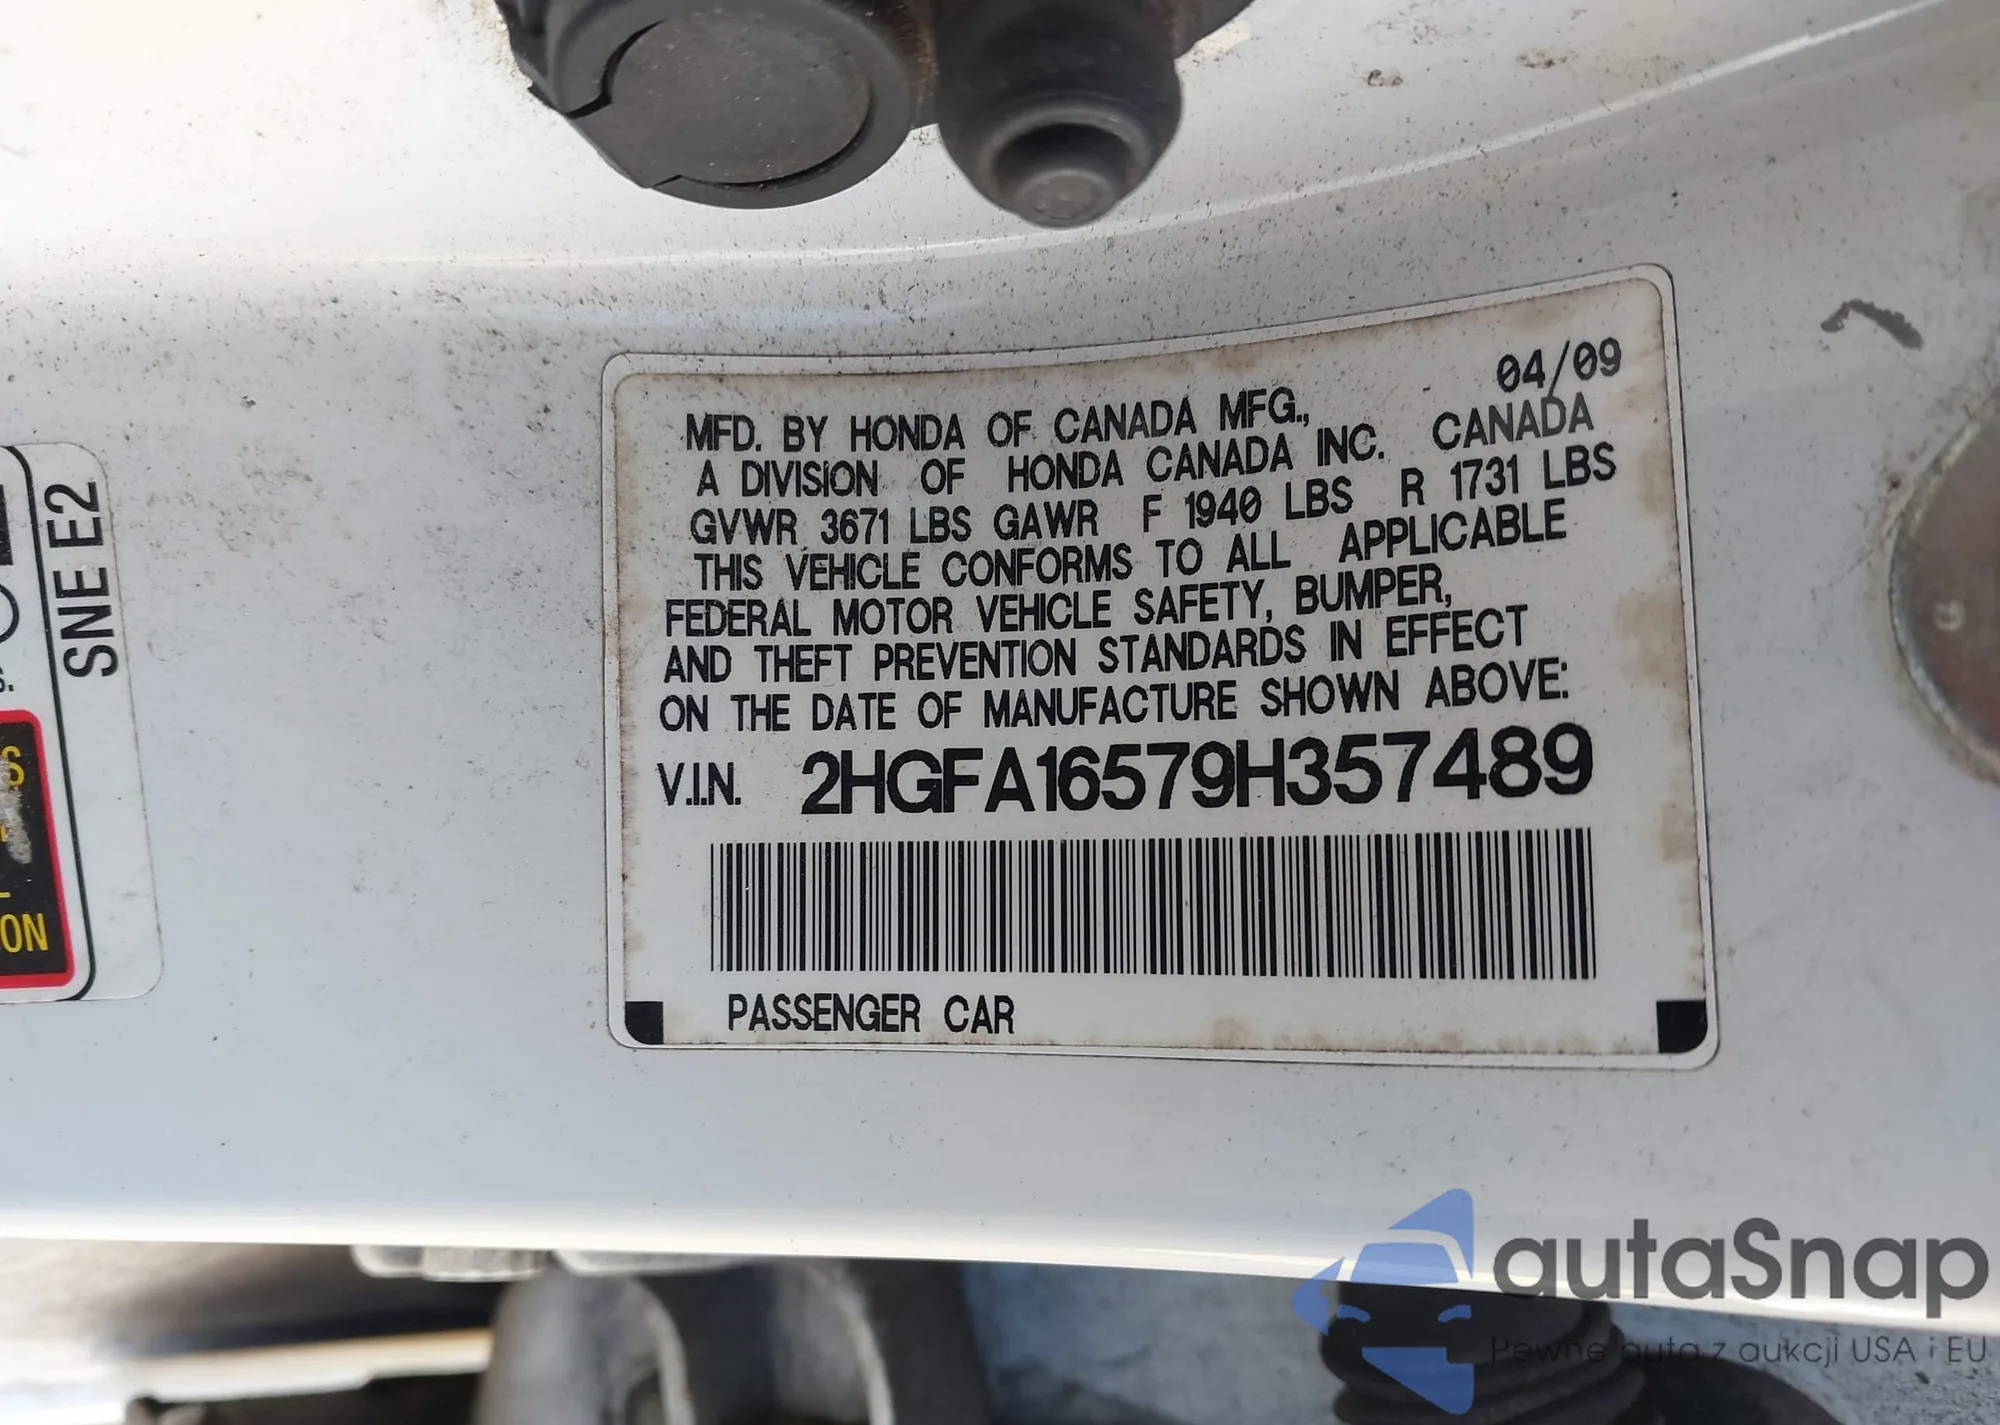 04/09
MFD. BY HONDA OF CANADA MFG.,
A DIVISION OF HONDA CANADA INC. CANADA
GVWR 3671 LBS GAWR F 1940 LBS R 1731 LBS
THIS VEHICLE CONFORMS TO ALL APPLICABLE
FEDERAL MOTOR VEHICLE SAFETY, BUMPER,
AND THEFT PREVENTION STANDARDS IN EFFECT
ON THE DATE OF MANUFACTURE SHOWN ABOVE:
V.I.N. 2HGFA16579H357489
PASSENGER CAR
SNE E2
ON
G
autaSnap
Pewne auta z aukcji USA i EU